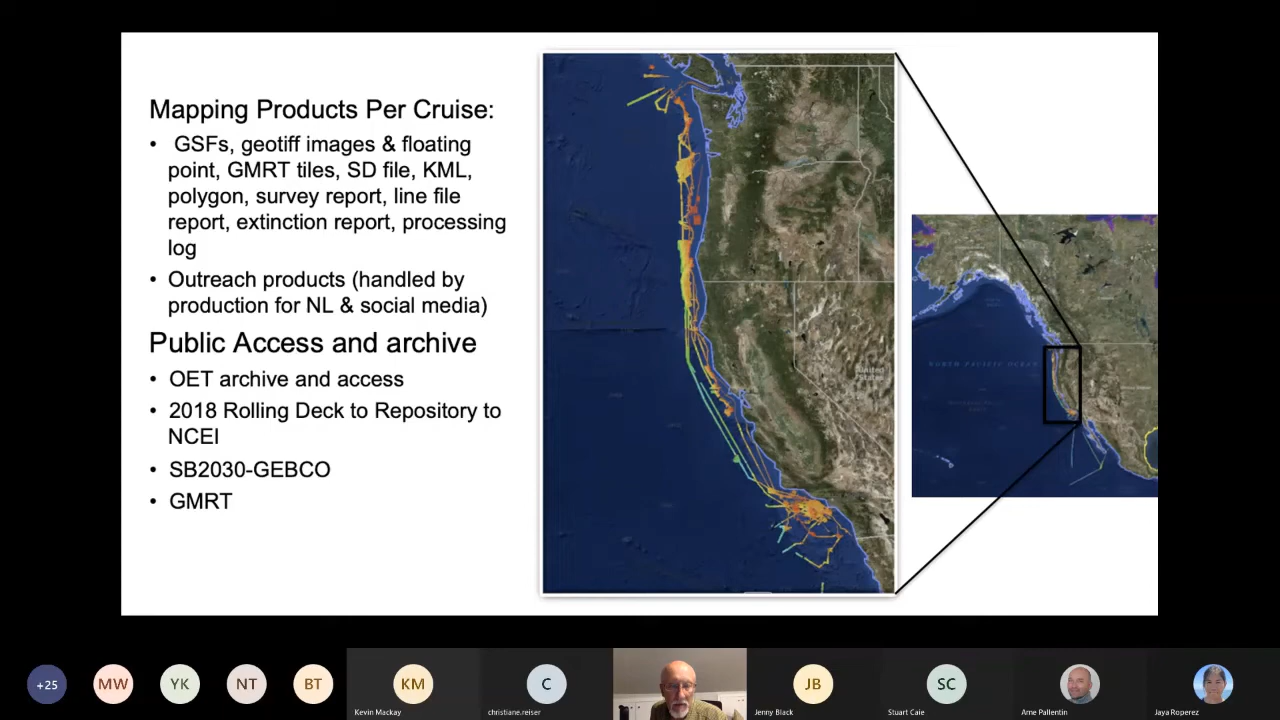 Mapping Products Per Cruise:
• GSFs, geotiff images & floating
point, GMRT tiles, SD file, KML,
polygon, survey report, line file
report, extinction report, processing
log
• Outreach products (handled by
production for NL & social media)
Public Access and archive
• OET archive and access
• 2018 Rolling Deck to Repository to
NCEI
• SB2030-GEBCO
• GMRT
United
States
NORTH PACIFIC OCEAN
+25
MW
YK
NT
BT
KM
Kevin Mackay
C
christiane.reiser
JB
Jenny Black
SC
Stuart Caie
Arne Pallentin
Jaya Roperez